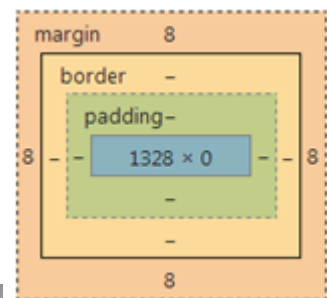 margin 8
border –
padding –
8 – – 1328 × 0 – – 8
–
–
8